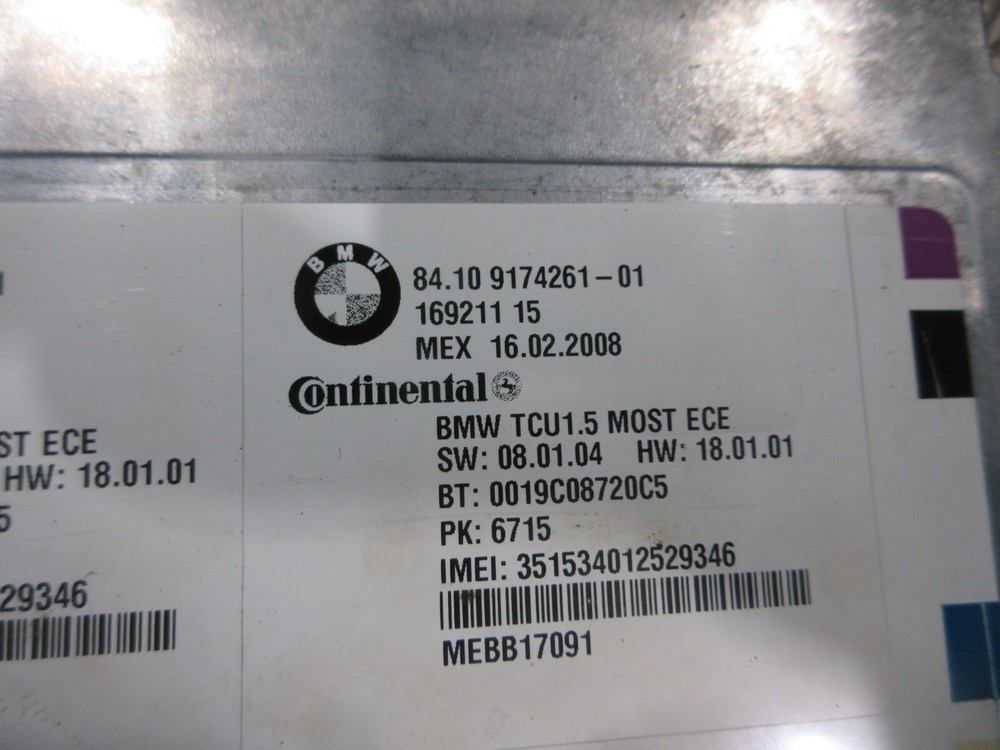 BMW
84.10 9174261-01
169211 15
MEX 16.02.2008
Continental
BMW TCU1.5 MOST ECE
SW: 08.01.04 HW: 18.01.01
BT: 0019C08720C5
PK: 6715
IMEI: 351534012529346
MEBB17091
ST ECE
HW: 18.01.01
5
29346